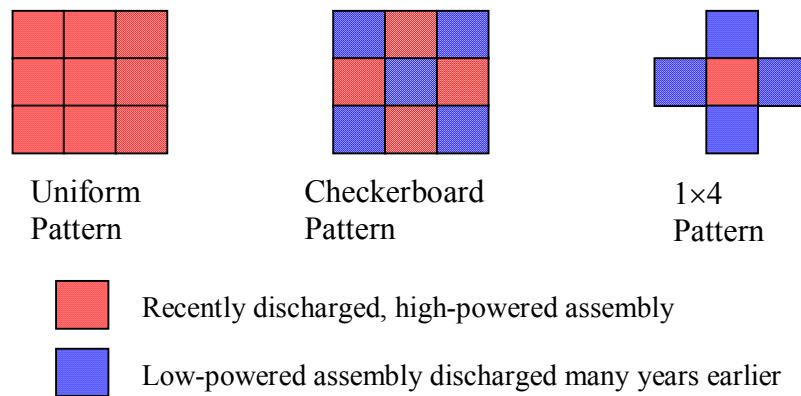 Uniform
Pattern
Checkerboard
Pattern
1×4
Pattern
Recently discharged, high-powered assembly
Low-powered assembly discharged many years earlier